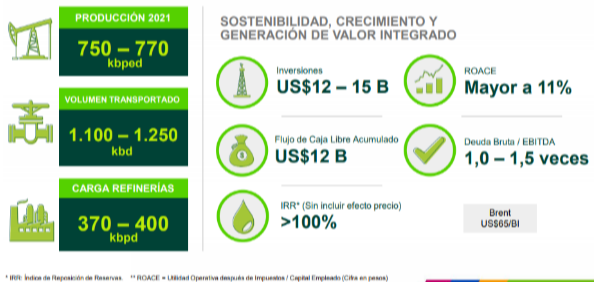 PRODUCCIÓN 2021
750 – 770
kbped
VOLUMEN TRANSPORTADO
1.100 – 1.250
kbd
CARGA REFINERÍAS
370 – 400
kbpd
SOSTENIBILIDAD, CRECIMIENTO Y
GENERACIÓN DE VALOR INTEGRADO
Inversiones
US$12 – 15 B
ROACE
Mayor a 11%
Flujo de Caja Libre Acumulado
US$12 B
Deuda Bruta / EBITDA
1,0 – 1,5 veces
IRR* (Sin incluir efecto precio)
>100%
Brent
US$65/Bl
* IRR: Índice de Reposición de Reservas. ** ROACE = Utilidad Operativa después de Impuestos / Capital Empleado (Cifra en pesos)